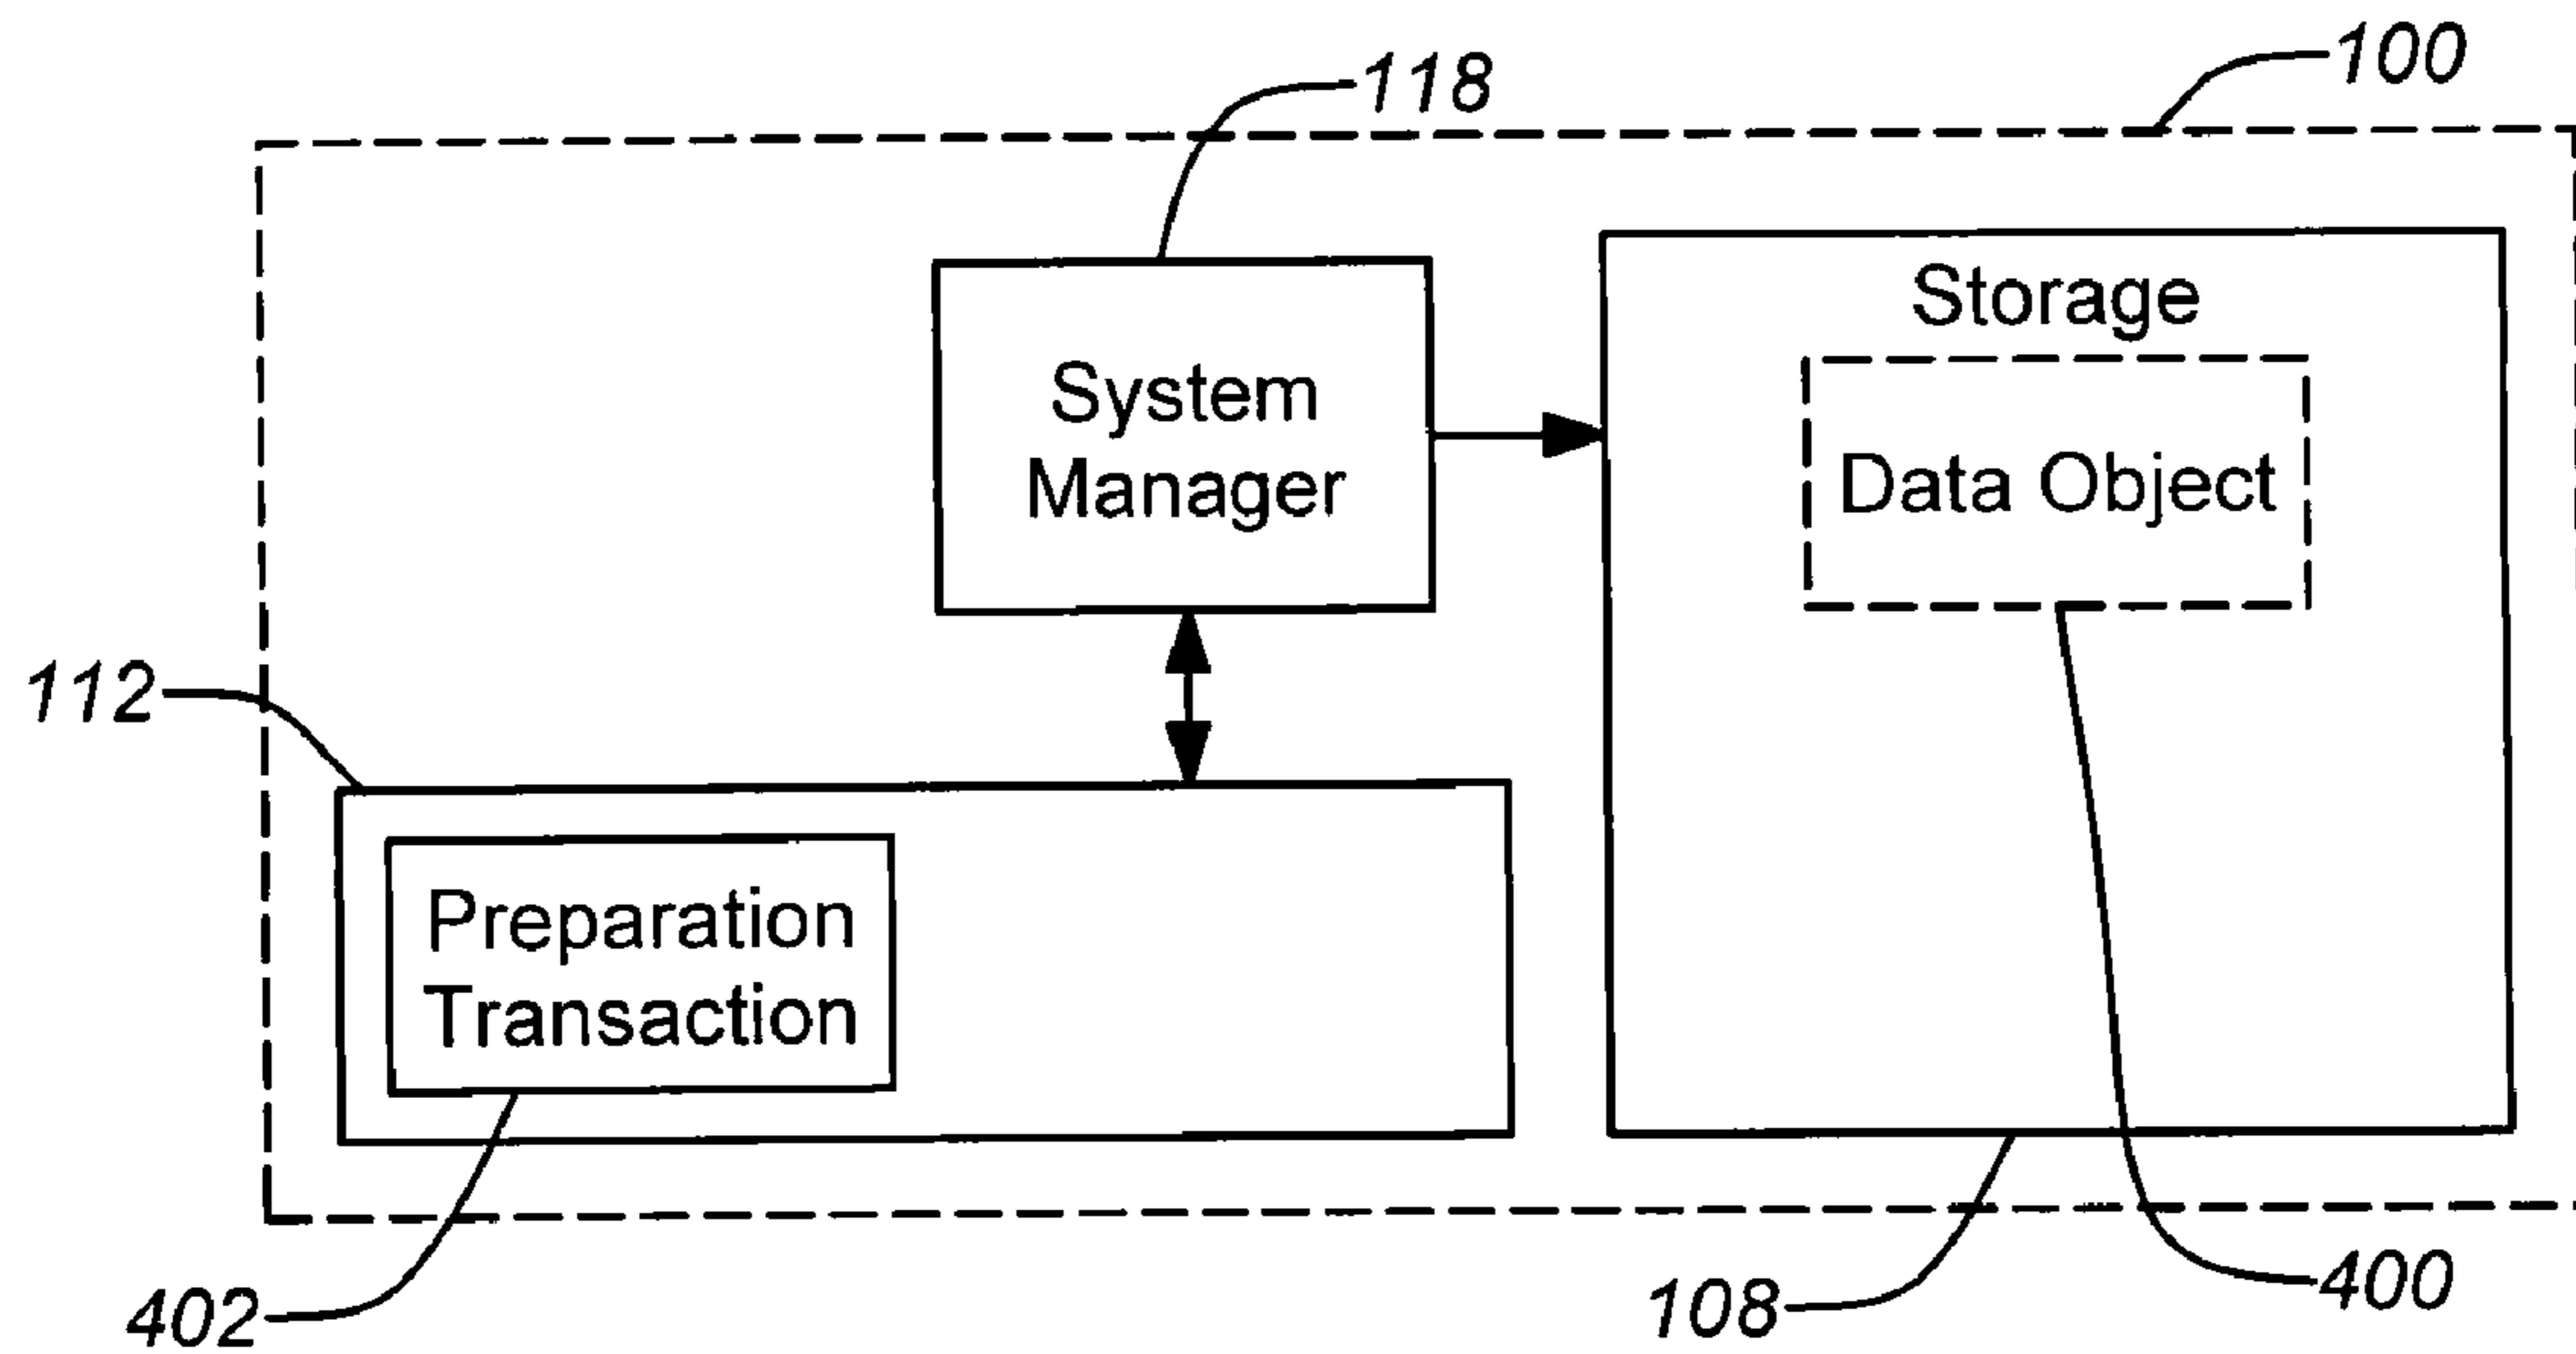 100
118
Storage
System
Manager
Data Object
112
Preparation
Transaction
402
108
400